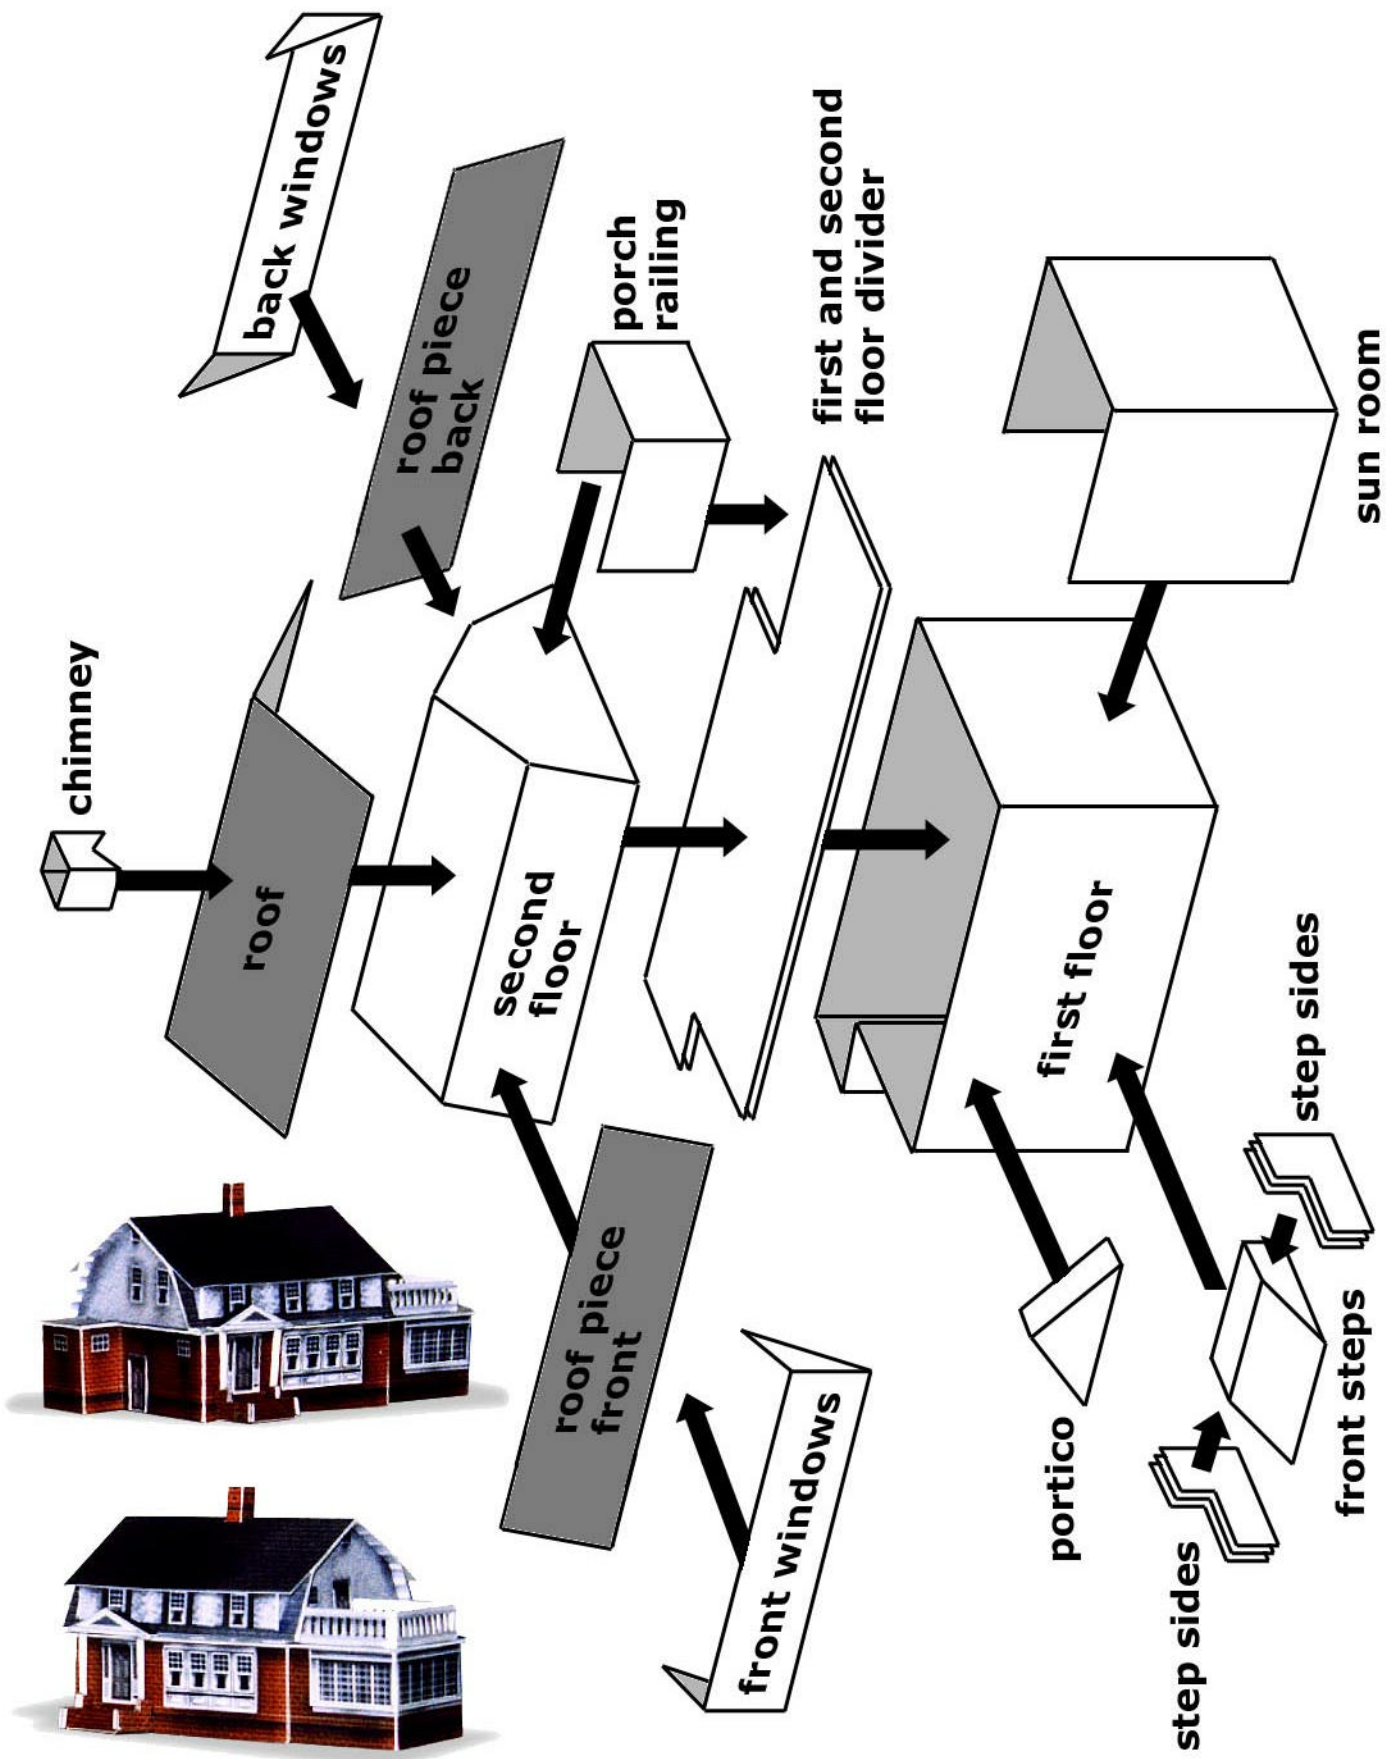 chimney
roof
back windows
roof piece
back
porch
railing
second
floor
first and second
floor divider
roof piece
front
front windows
first floor
sun room
portico
step sides
front steps
step sides